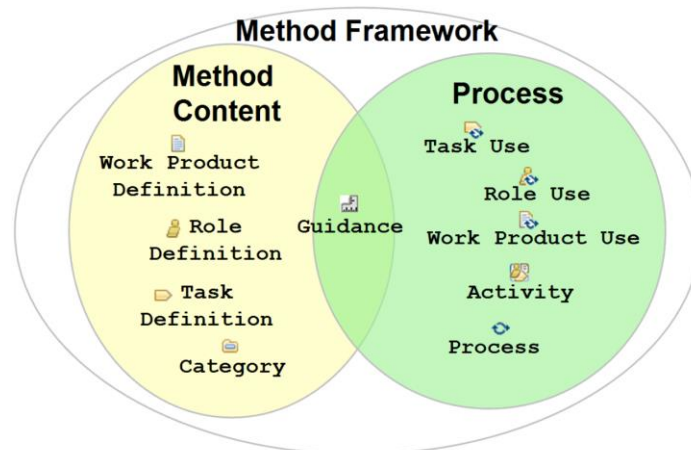 Method Framework
Method
Content
Work Product
Definition
Role
Definition
Task
Definition
Category
Guidance
Process
Task Use
Role Use
Work Product Use
Activity
Process